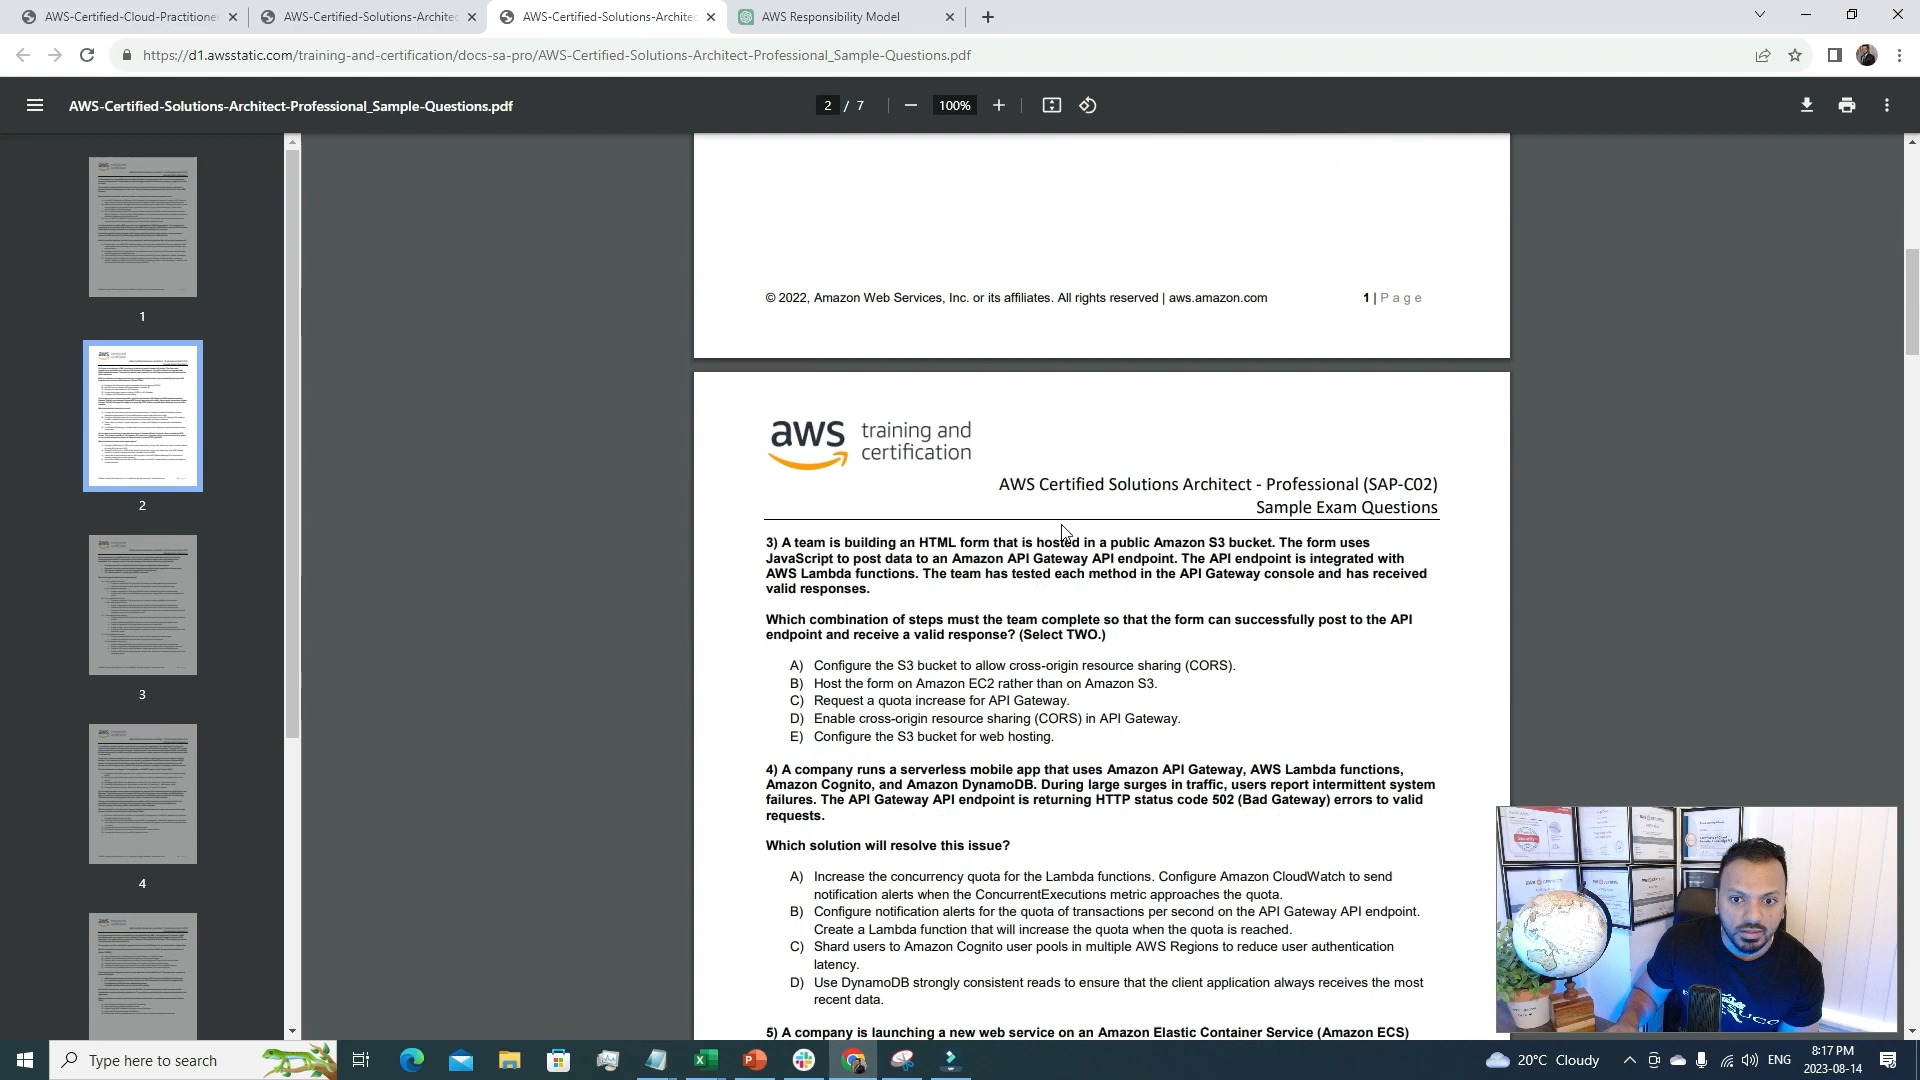 AWS-Certified-Cloud-Practitioner
AWS-Certified-Solutions-Architec
AWS-Certified-Solutions-Architec
AWS Responsibility Model
https://d1.awsstatic.com/training-and-certification/docs-sa-pro/AWS-Certified-Solutions-Architect-Professional_Sample-Questions.pdf
AWS-Certified-Solutions-Architect-Professional_Sample-Questions.pdf
2 / 7
100%
1
2
3
4
© 2022, Amazon Web Services, Inc. or its affiliates. All rights reserved | aws.amazon.com
1 | Page
aws training and certification
AWS Certified Solutions Architect - Professional (SAP-C02)
Sample Exam Questions
3) A team is building an HTML form that is hosted in a public Amazon S3 bucket. The form uses
JavaScript to post data to an Amazon API Gateway API endpoint. The API endpoint is integrated with
AWS Lambda functions. The team has tested each method in the API Gateway console and has received
valid responses.
Which combination of steps must the team complete so that the form can successfully post to the API
endpoint and receive a valid response? (Select TWO.)
A) Configure the S3 bucket to allow cross-origin resource sharing (CORS).
B) Host the form on Amazon EC2 rather than on Amazon S3.
C) Request a quota increase for API Gateway.
D) Enable cross-origin resource sharing (CORS) in API Gateway.
E) Configure the S3 bucket for web hosting.
4) A company runs a serverless mobile app that uses Amazon API Gateway, AWS Lambda functions,
Amazon Cognito, and Amazon DynamoDB. During large surges in traffic, users report intermittent system
failures. The API Gateway API endpoint is returning HTTP status code 502 (Bad Gateway) errors to valid
requests.
Which solution will resolve this issue?
A) Increase the concurrency quota for the Lambda functions. Configure Amazon CloudWatch to send
notification alerts when the ConcurrentExecutions metric approaches the quota.
B) Configure notification alerts for the quota of transactions per second on the API Gateway API endpoint.
Create a Lambda function that will increase the quota when the quota is reached.
C) Shard users to Amazon Cognito user pools in multiple AWS Regions to reduce user authentication
latency.
D) Use DynamoDB strongly consistent reads to ensure that the client application always receives the most
recent data.
5) A company is launching a new web service on an Amazon Elastic Container Service (Amazon ECS)
Type here to search
20°C Cloudy
ENG
8:17 PM
2023-08-14